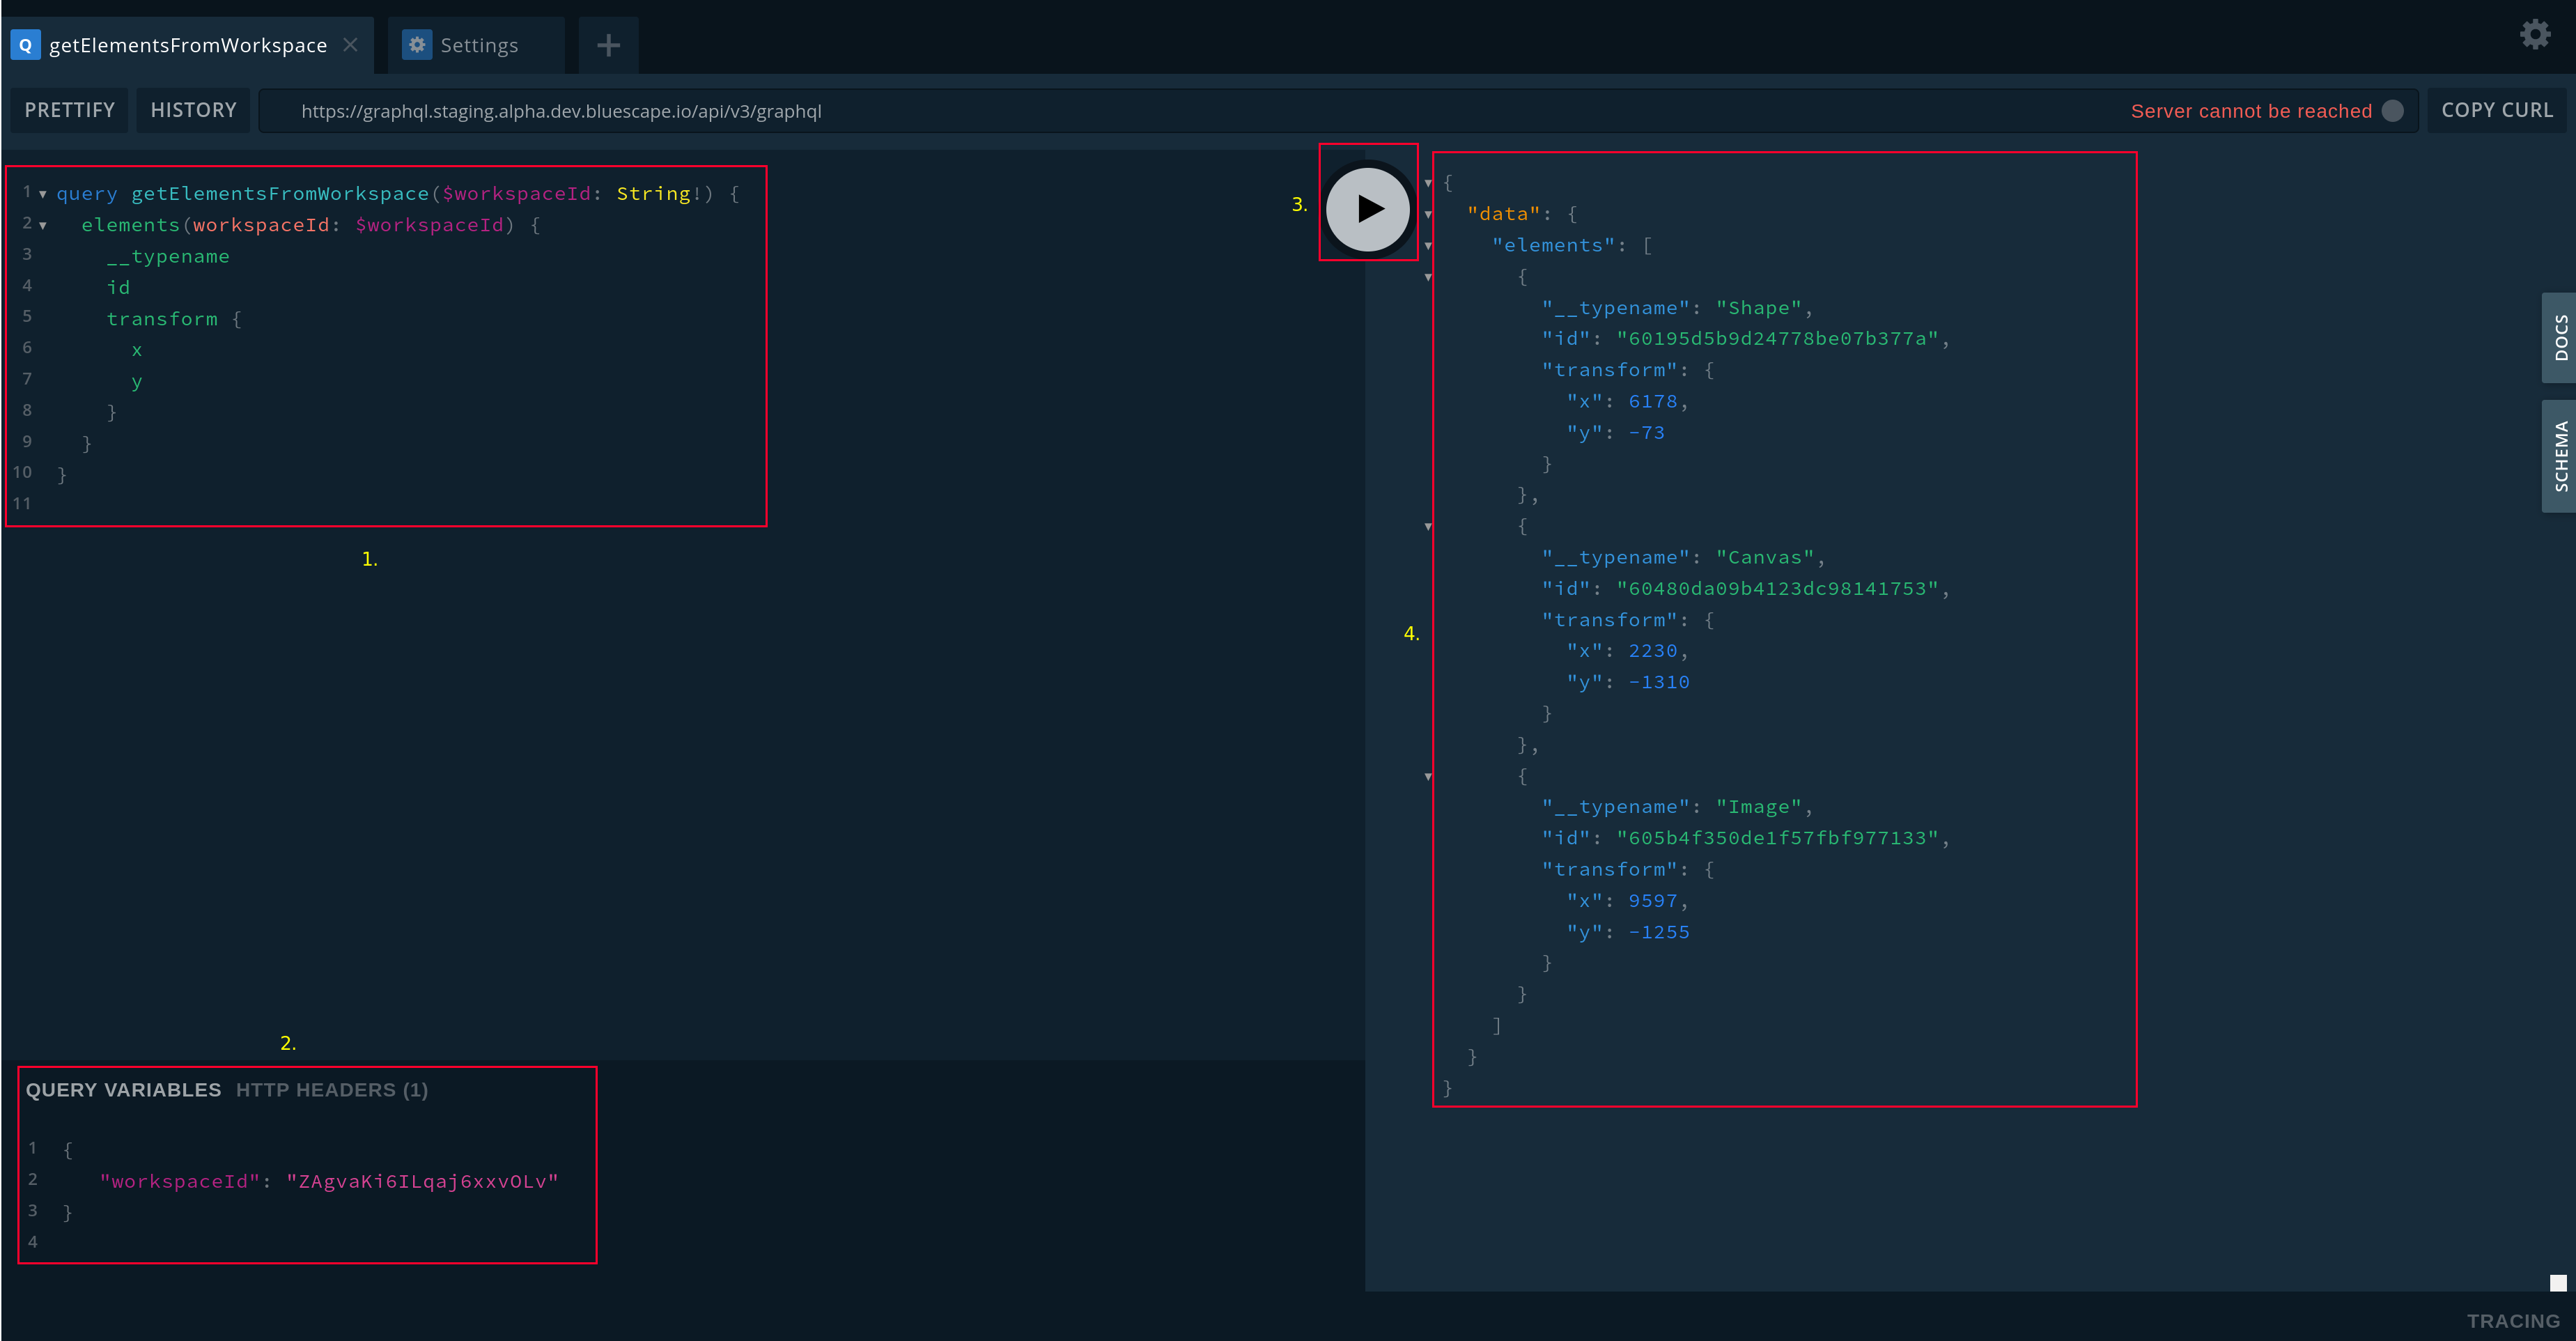 Q getElementsFromWorkspace
Settings
PRETTIFY HISTORY https://graphql.staging.alpha.dev.bluescape.io/api/v3/graphql Server cannot be reached COPY CURL
1 query getElementsFromWorkspace($workspaceId: String!) {
2 elements(workspaceId: $workspaceId) {
3 __typename
4 id
5 transform {
6 x
7 y
8 }
9 }
10 }
11
1.
2.
QUERY VARIABLES HTTP HEADERS (1)
1 {
2 "workspaceId": "ZAgvaKi6ILqaj6xxvOLv"
3 }
4
3.
4.
{
"data": {
"elements": [
{
"__typename": "Shape",
"id": "60195d5b9d24778be07b377a",
"transform": {
"x": 6178,
"y": -73
}
},
{
"__typename": "Canvas",
"id": "60480da09b4123dc98141753",
"transform": {
"x": 2230,
"y": -1310
}
},
{
"__typename": "Image",
"id": "605b4f350de1f57fbf977133",
"transform": {
"x": 9597,
"y": -1255
}
}
]
}
}
DOCS
SCHEMA
TRACING